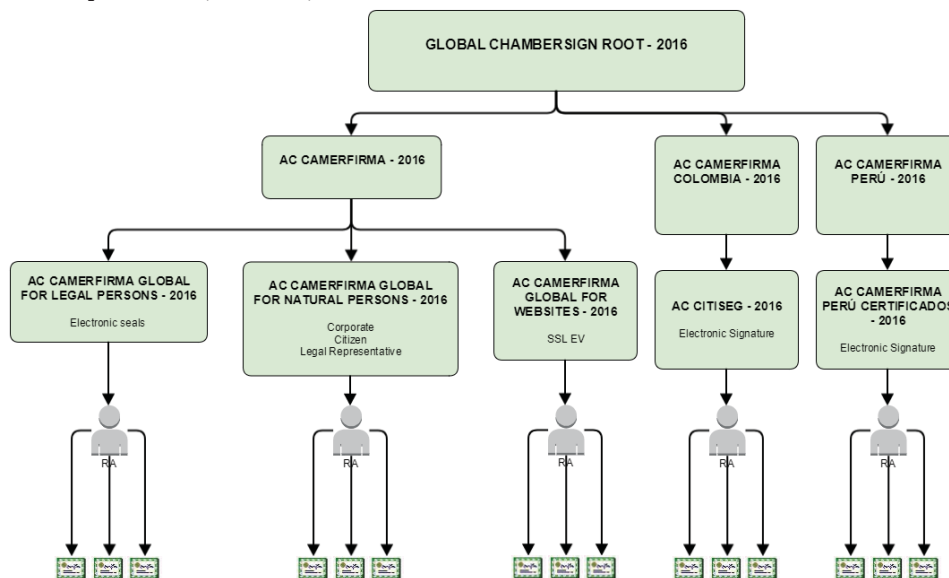 GLOBAL CHAMBERSIGN ROOT - 2016
AC CAMERFIRMA - 2016
AC CAMERFIRMA
COLOMBIA - 2016
AC CAMERFIRMA
PERÚ - 2016
AC CAMERFIRMA GLOBAL
FOR LEGAL PERSONS - 2016
Electronic seals
AC CAMERFIRMA GLOBAL
FOR NATURAL PERSONS - 2016
Corporate
Citizen
Legal Representative
AC CAMERFIRMA
GLOBAL FOR
WEBSITES - 2016
SSL EV
AC CITISEG - 2016
Electronic Signature
AC CAMERFIRMA
PERÚ CERTIFICADOS
- 2016
Electronic Signature
RA
RA
RA
RA
RA